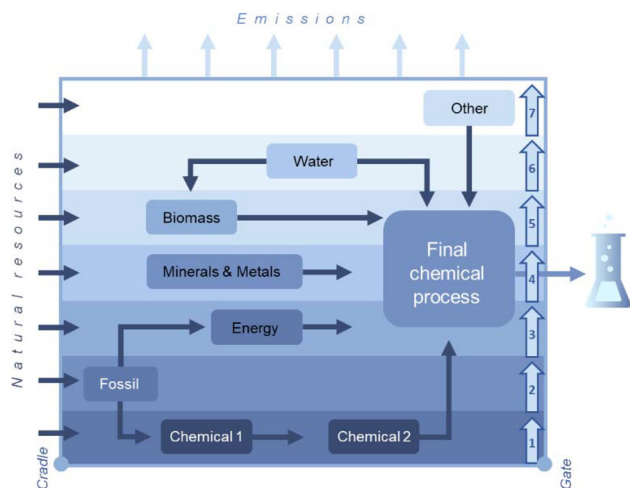 Emissions
Natural resources
Other
7
Water
6
Biomass
5
Final
chemical
process
Minerals & Metals
4
Energy
3
Fossil
2
Chemical 1
Chemical 2
1
Cradle
Gate